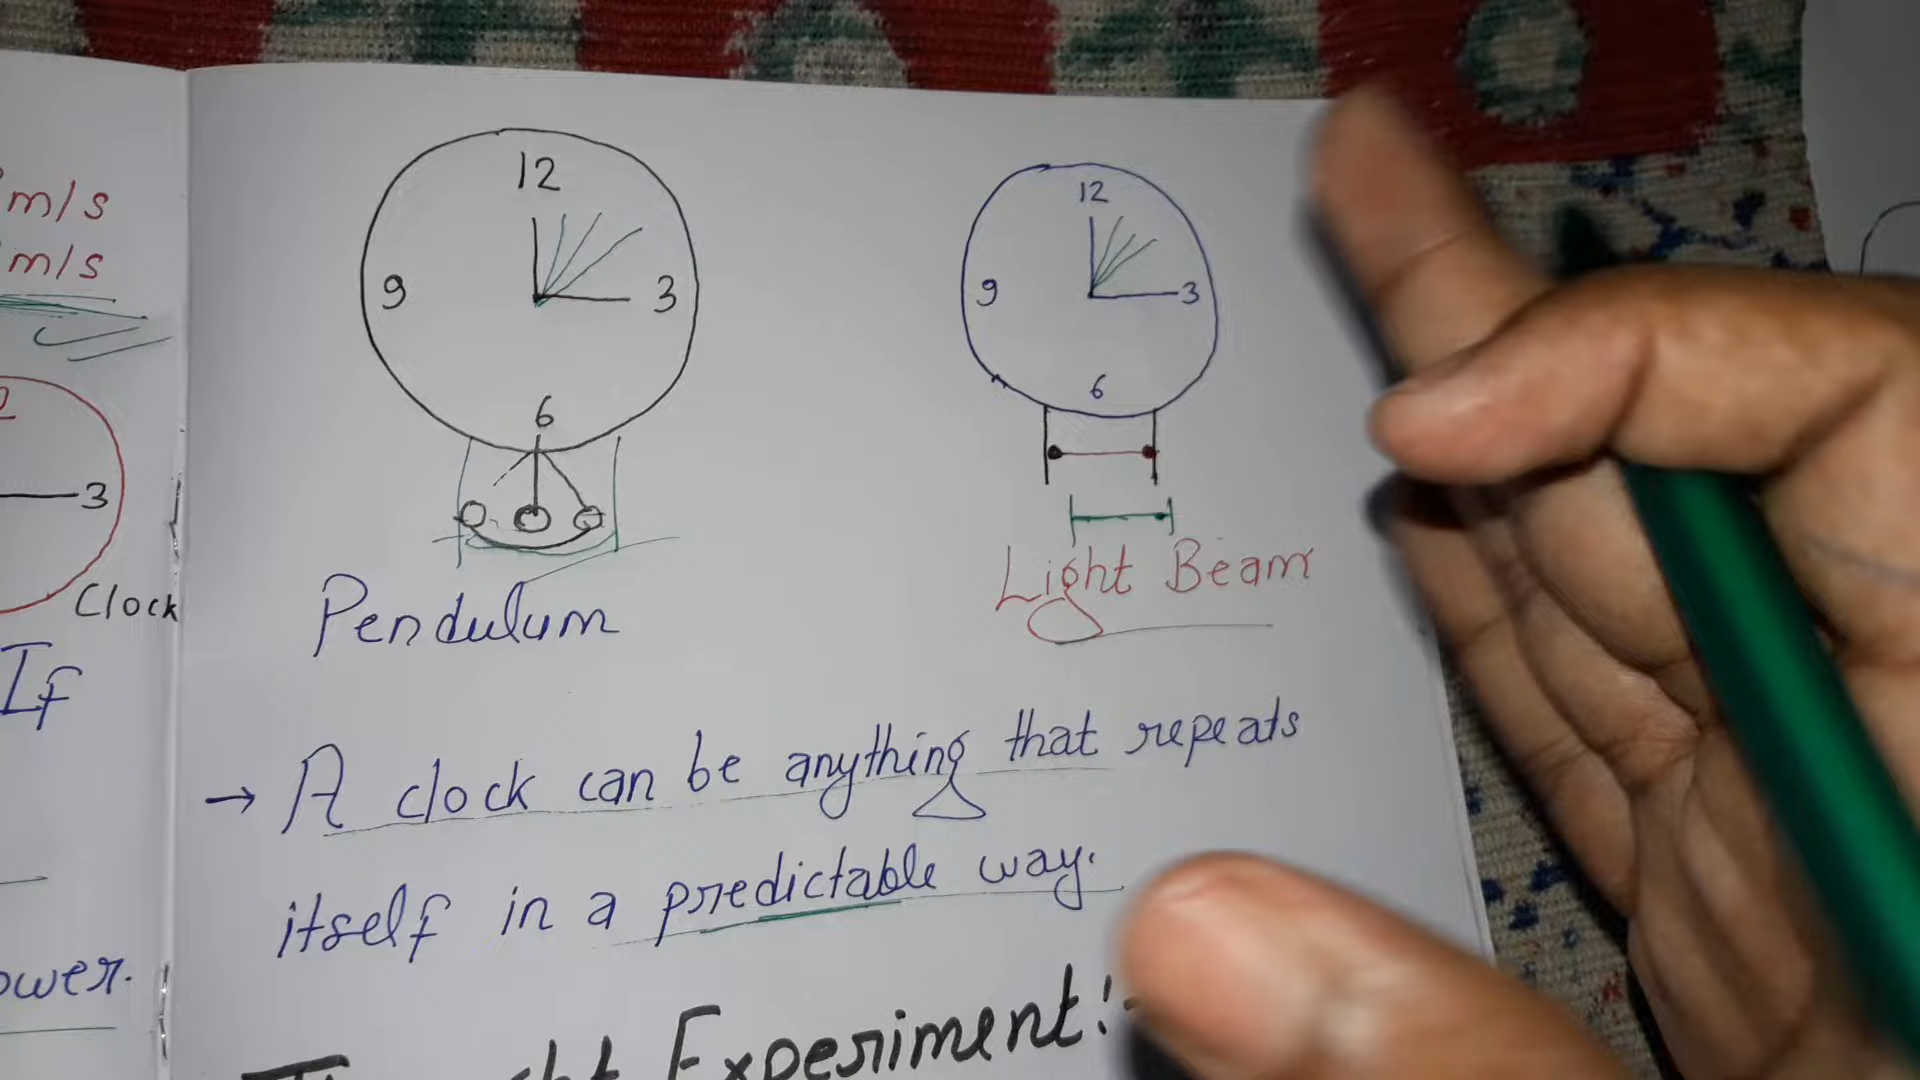 m/s
m/s
3
Clock
If
ower.
12
9
3
6
Pendulum
12
9
3
6
Light Beam
→ A clock can be anything that repeats
itself in a predictable way.
Experiment!